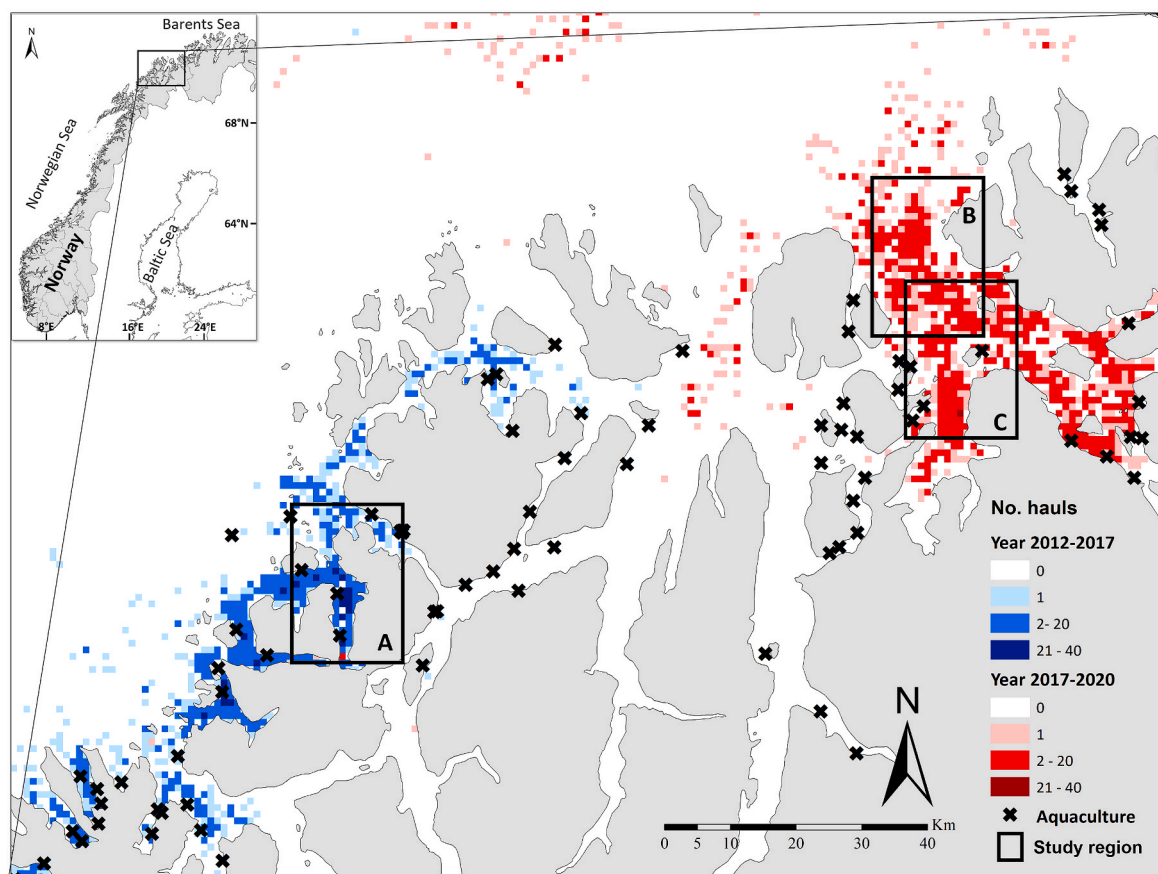 Barents Sea
N
68°N
Norwegian Sea
64°N
Norway
Baltic Sea
8°E 16°E 24°E
B
C
A
No. hauls
Year 2012-2017
0
1
2- 20
21 - 40
Year 2017-2020
0
1
2 - 20
21 - 40
Aquaculture
Study region
N
Km
0 5 10 20 30 40